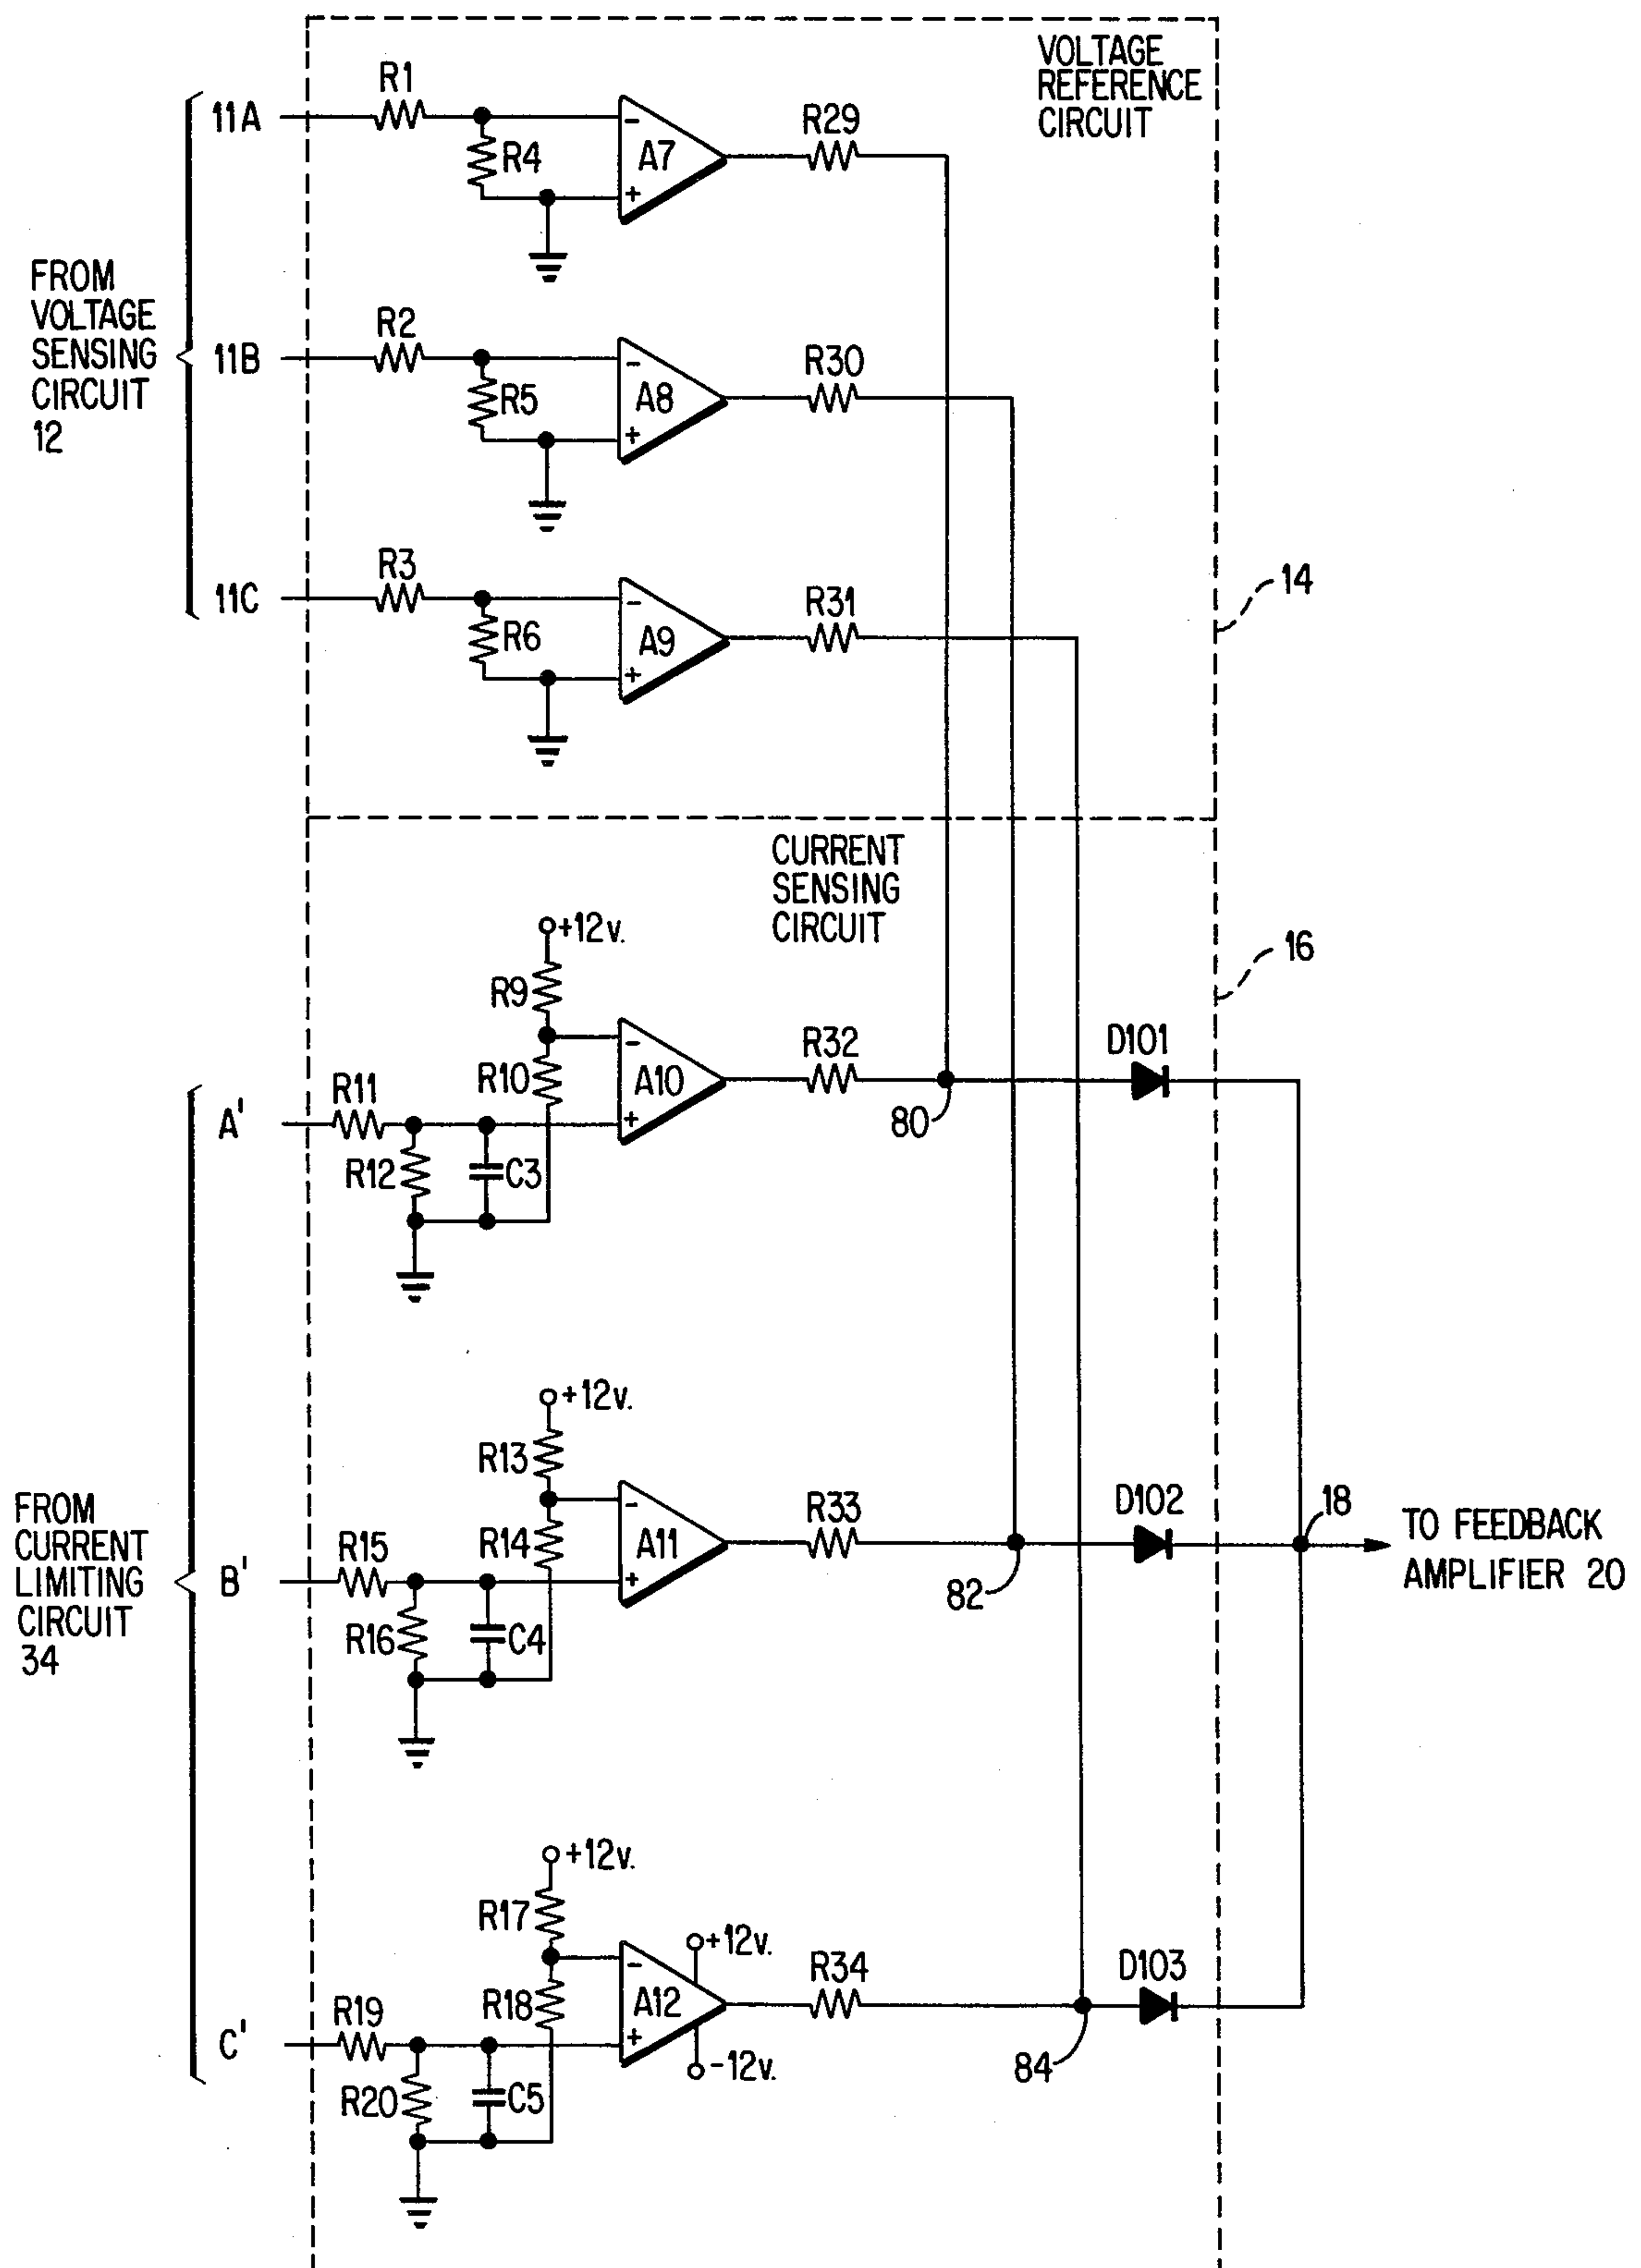 VOLTAGE
REFERENCE
CIRCUIT
FROM
VOLTAGE
SENSING
CIRCUIT
12
11A
R1
R4
-
A7
+
R29
11B
R2
R5
-
A8
+
R30
11C
R3
R6
-
A9
+
R31
14
CURRENT
SENSING
CIRCUIT
16
FROM
CURRENT
LIMITING
CIRCUIT
34
+12v.
R9
R10
A'
R11
R12
C3
-
A10
+
R32
80
D101
+12v.
R13
R14
B'
R15
R16
C4
-
A11
+
R33
82
D102
18
TO FEEDBACK
AMPLIFIER 20
+12v.
R17
R18
C'
R19
R20
C5
-
A12
+
+12v.
-12v.
R34
84
D103